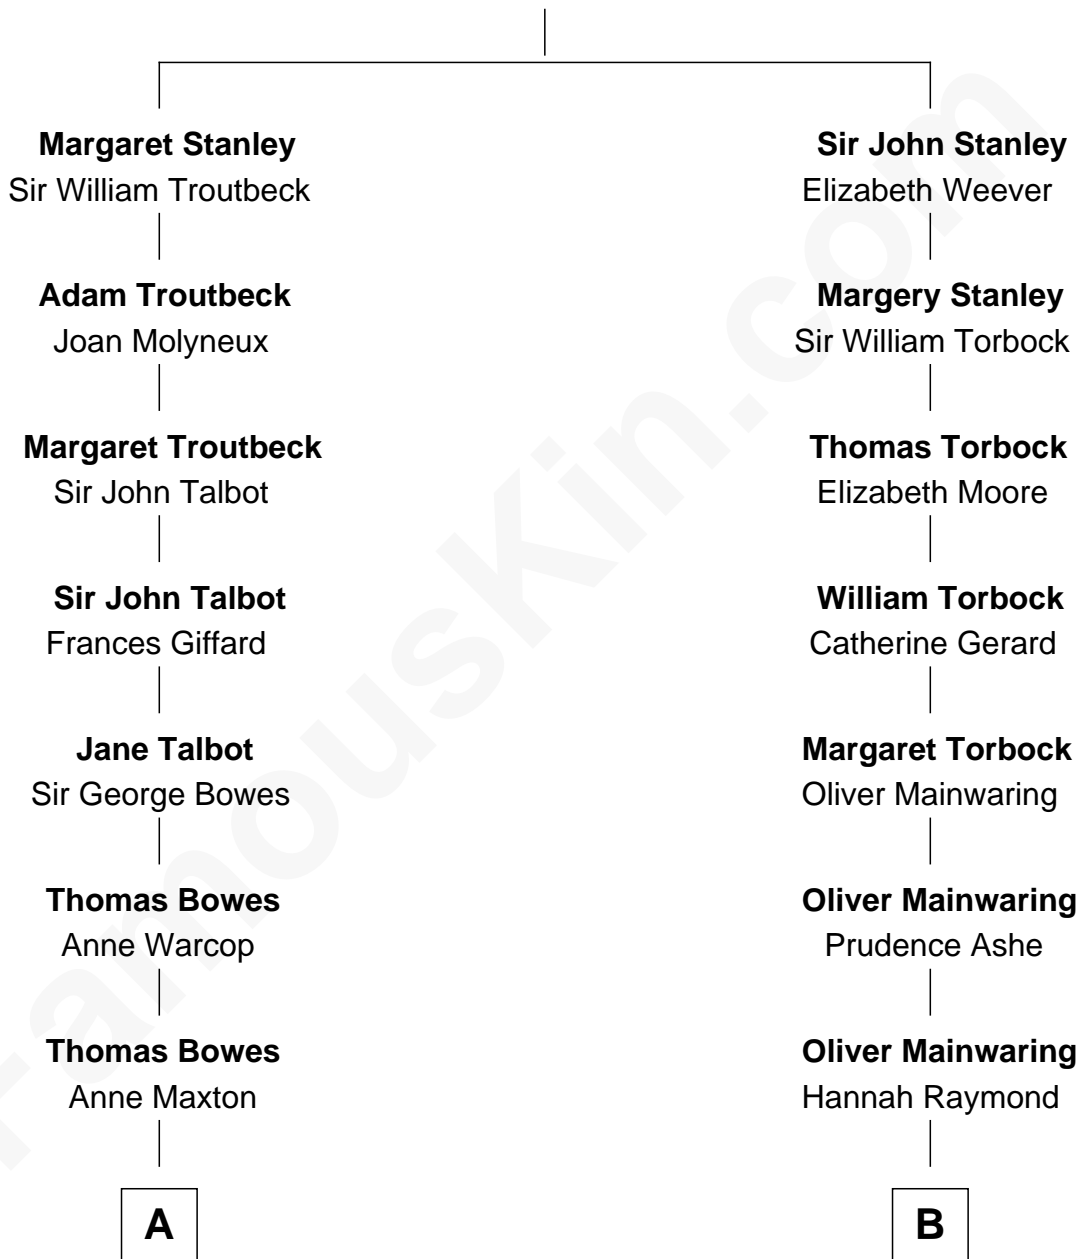 Margaret Stanley
Sir William Troutbeck
Adam Troutbeck
Joan Molyneux
Margaret Troutbeck
Sir John Talbot
Sir John Talbot
Frances Giffard
Jane Talbot
Sir George Bowes
Thomas Bowes
Anne Warcop
Thomas Bowes
Anne Maxton
A
Sir John Stanley
Elizabeth Weever
Margery Stanley
Sir William Torbock
Thomas Torbock
Elizabeth Moore
William Torbock
Catherine Gerard
Margaret Torbock
Oliver Mainwaring
Oliver Mainwaring
Prudence Ashe
Oliver Mainwaring
Hannah Raymond
B
FamousKin.com